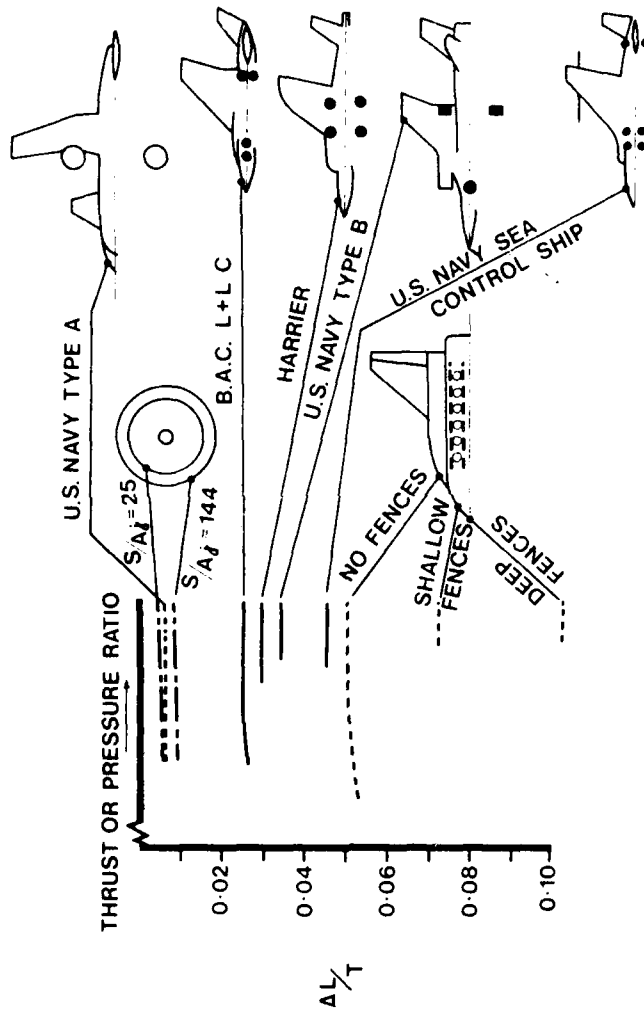 THRUST OR PRESSURE RATIO
U.S. NAVY TYPE A
S/Aj = 25
S/Aj = 144
B.A.C. L+L C
HARRIER
U.S. NAVY TYPE B
U.S. NAVY SEA
CONTROL SHIP
NO FENCES
SHALLOW
FENCES
DEEP
FENCES
0·02
0·04
0·06
0·08
0·10
ΔL/T